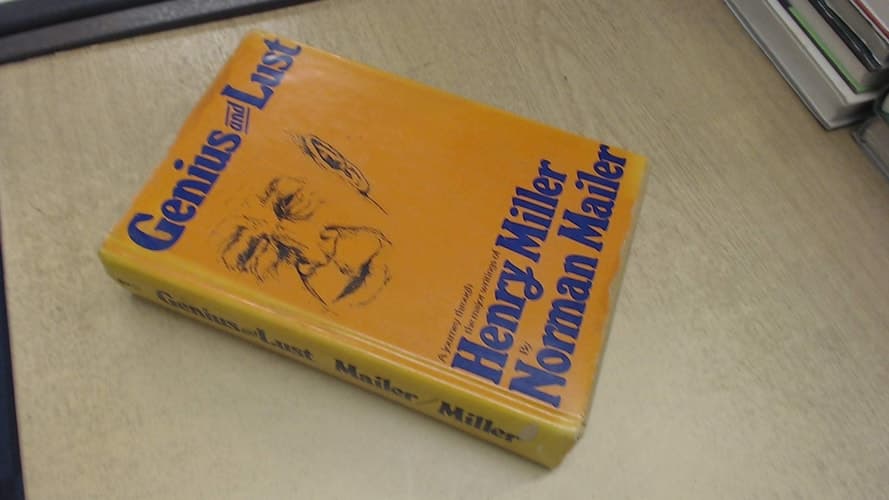 Genius and Lust
A journey through
the major writings of
Henry Miller
By
Norman Mailer
Genius and Lust Mailer/Miller